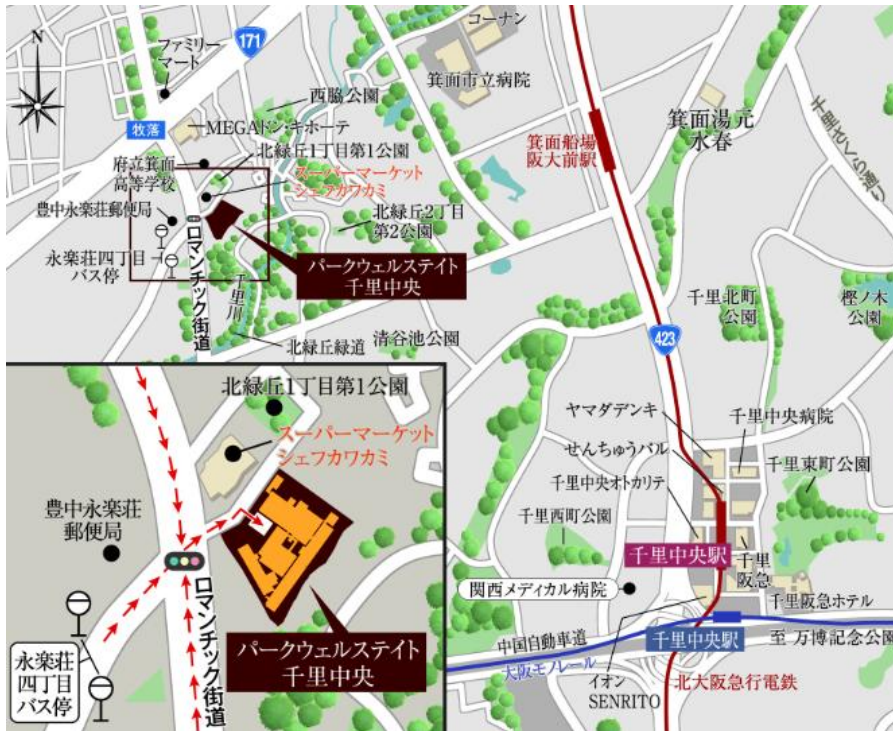 N
ファミリー
マート
171
コーナン
箕面市立病院
西脇公園
牧落
MEGAドン・キホーテ
北緑丘1丁目第1公園
府立箕面
高等学校
スーパーマーケット
シェフカワカミ
豊中永楽荘郵便局
永楽荘四丁目
バス停
ロマンチック街道
千里川
北緑丘2丁目
第2公園
パークウェルステイト
千里中央
北緑丘緑道
清谷池公園
箕面船場
阪大前駅
箕面湯元
水春
千里さくら通り
千里北町
公園
樫ノ木
公園
423
ヤマダデンキ
せんちゅうパル
千里中央オトカリテ
千里中央病院
千里東町公園
千里西町公園
千里中央駅
千里
阪急
関西メディカル病院
千里阪急ホテル
中国自動車道
千里中央駅
至 万博記念公園
大阪モノレール
イオン
SENRITO
北大阪急行電鉄
北緑丘1丁目第1公園
スーパーマーケット
シェフカワカミ
豊中永楽荘
郵便局
ロマンチック街道
パークウェルステイト
千里中央
永楽荘
四丁目
バス停